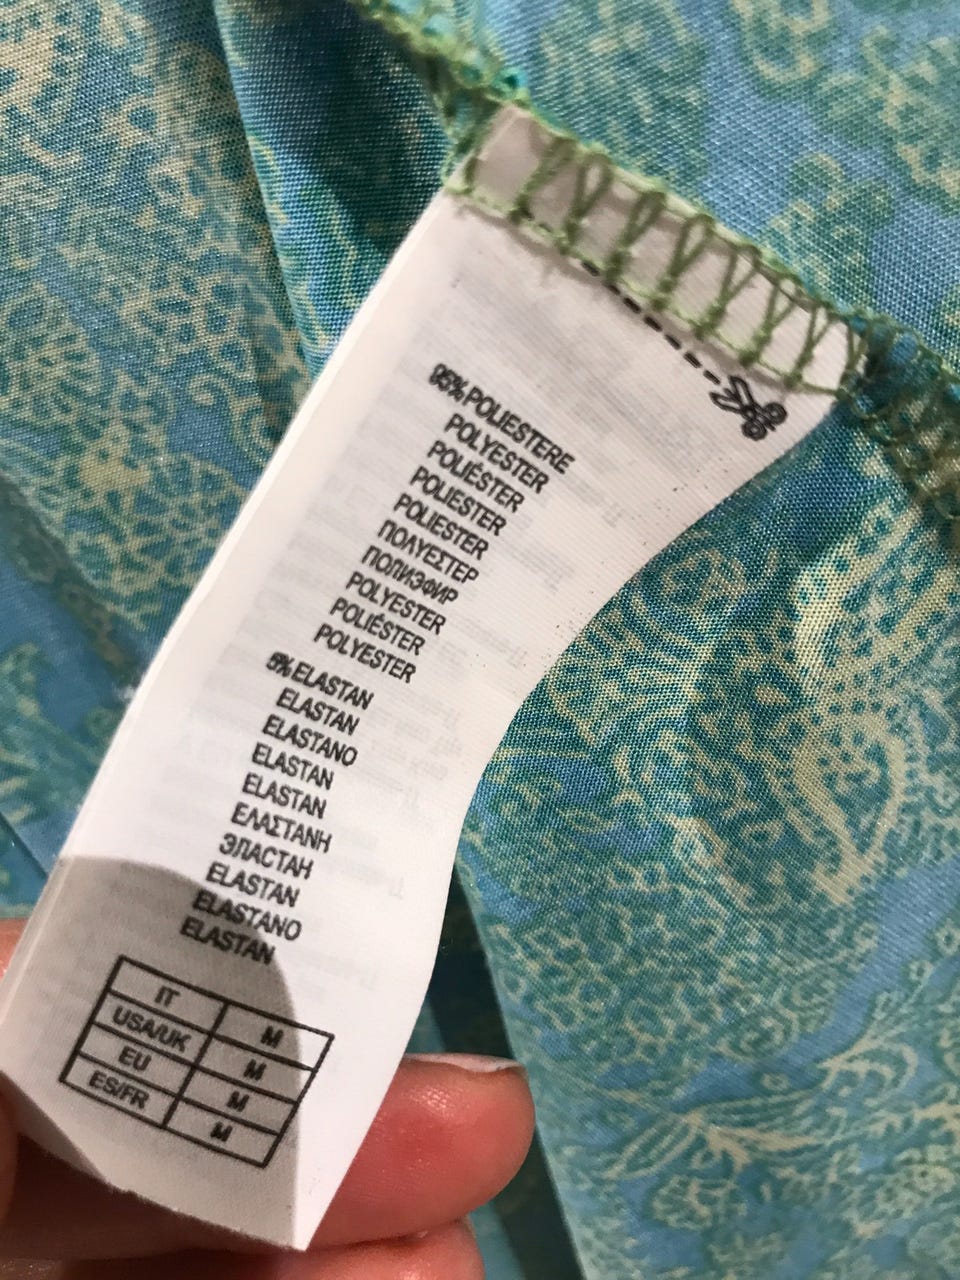 95% POLIESTERE
POLYESTER
POLIÉSTER
POLIESTER
POLIESTER
ΠΟΛΥΕΣΤΕΡ
ПОЛИЭФИР
POLYESTER
POLIÉSTER
POLYESTER
5% ELASTAN
ELASTAN
ELASTANO
ELASTAN
ELASTAN
ΕΛΑΣΤΑΝΗ
ЭЛАСТАН
ELASTAN
ELASTANO
ELASTAN
IT M
USA/UK M
EU M
ES/FR M